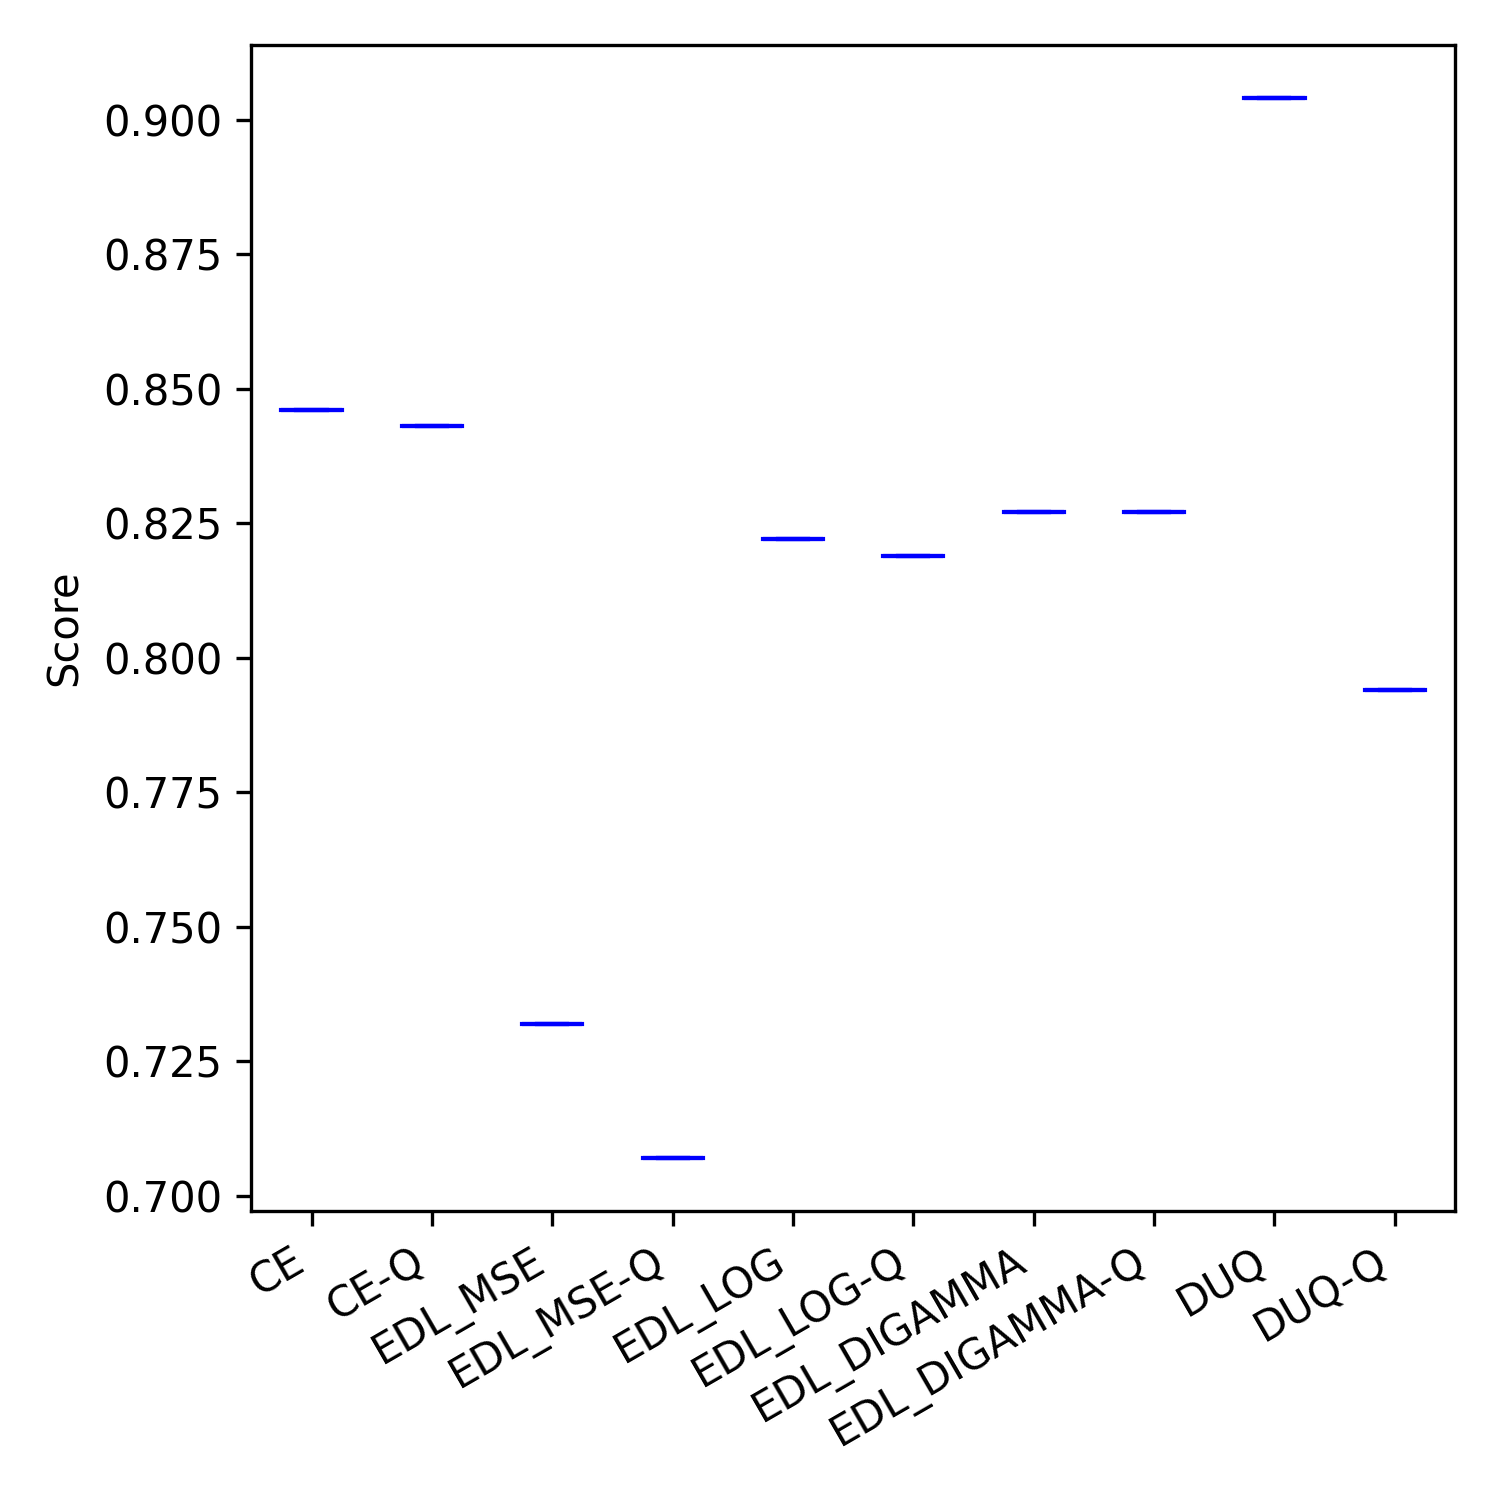 0.900
0.875
0.850
0.825
0.800
0.775
0.750
0.725
0.700
Score
CE
CE-Q
EDL_MSE
EDL_MSE-Q
EDL_LOG
EDL_LOG-Q
EDL_DIGAMMA
EDL_DIGAMMA-Q
DUQ
DUQ-Q